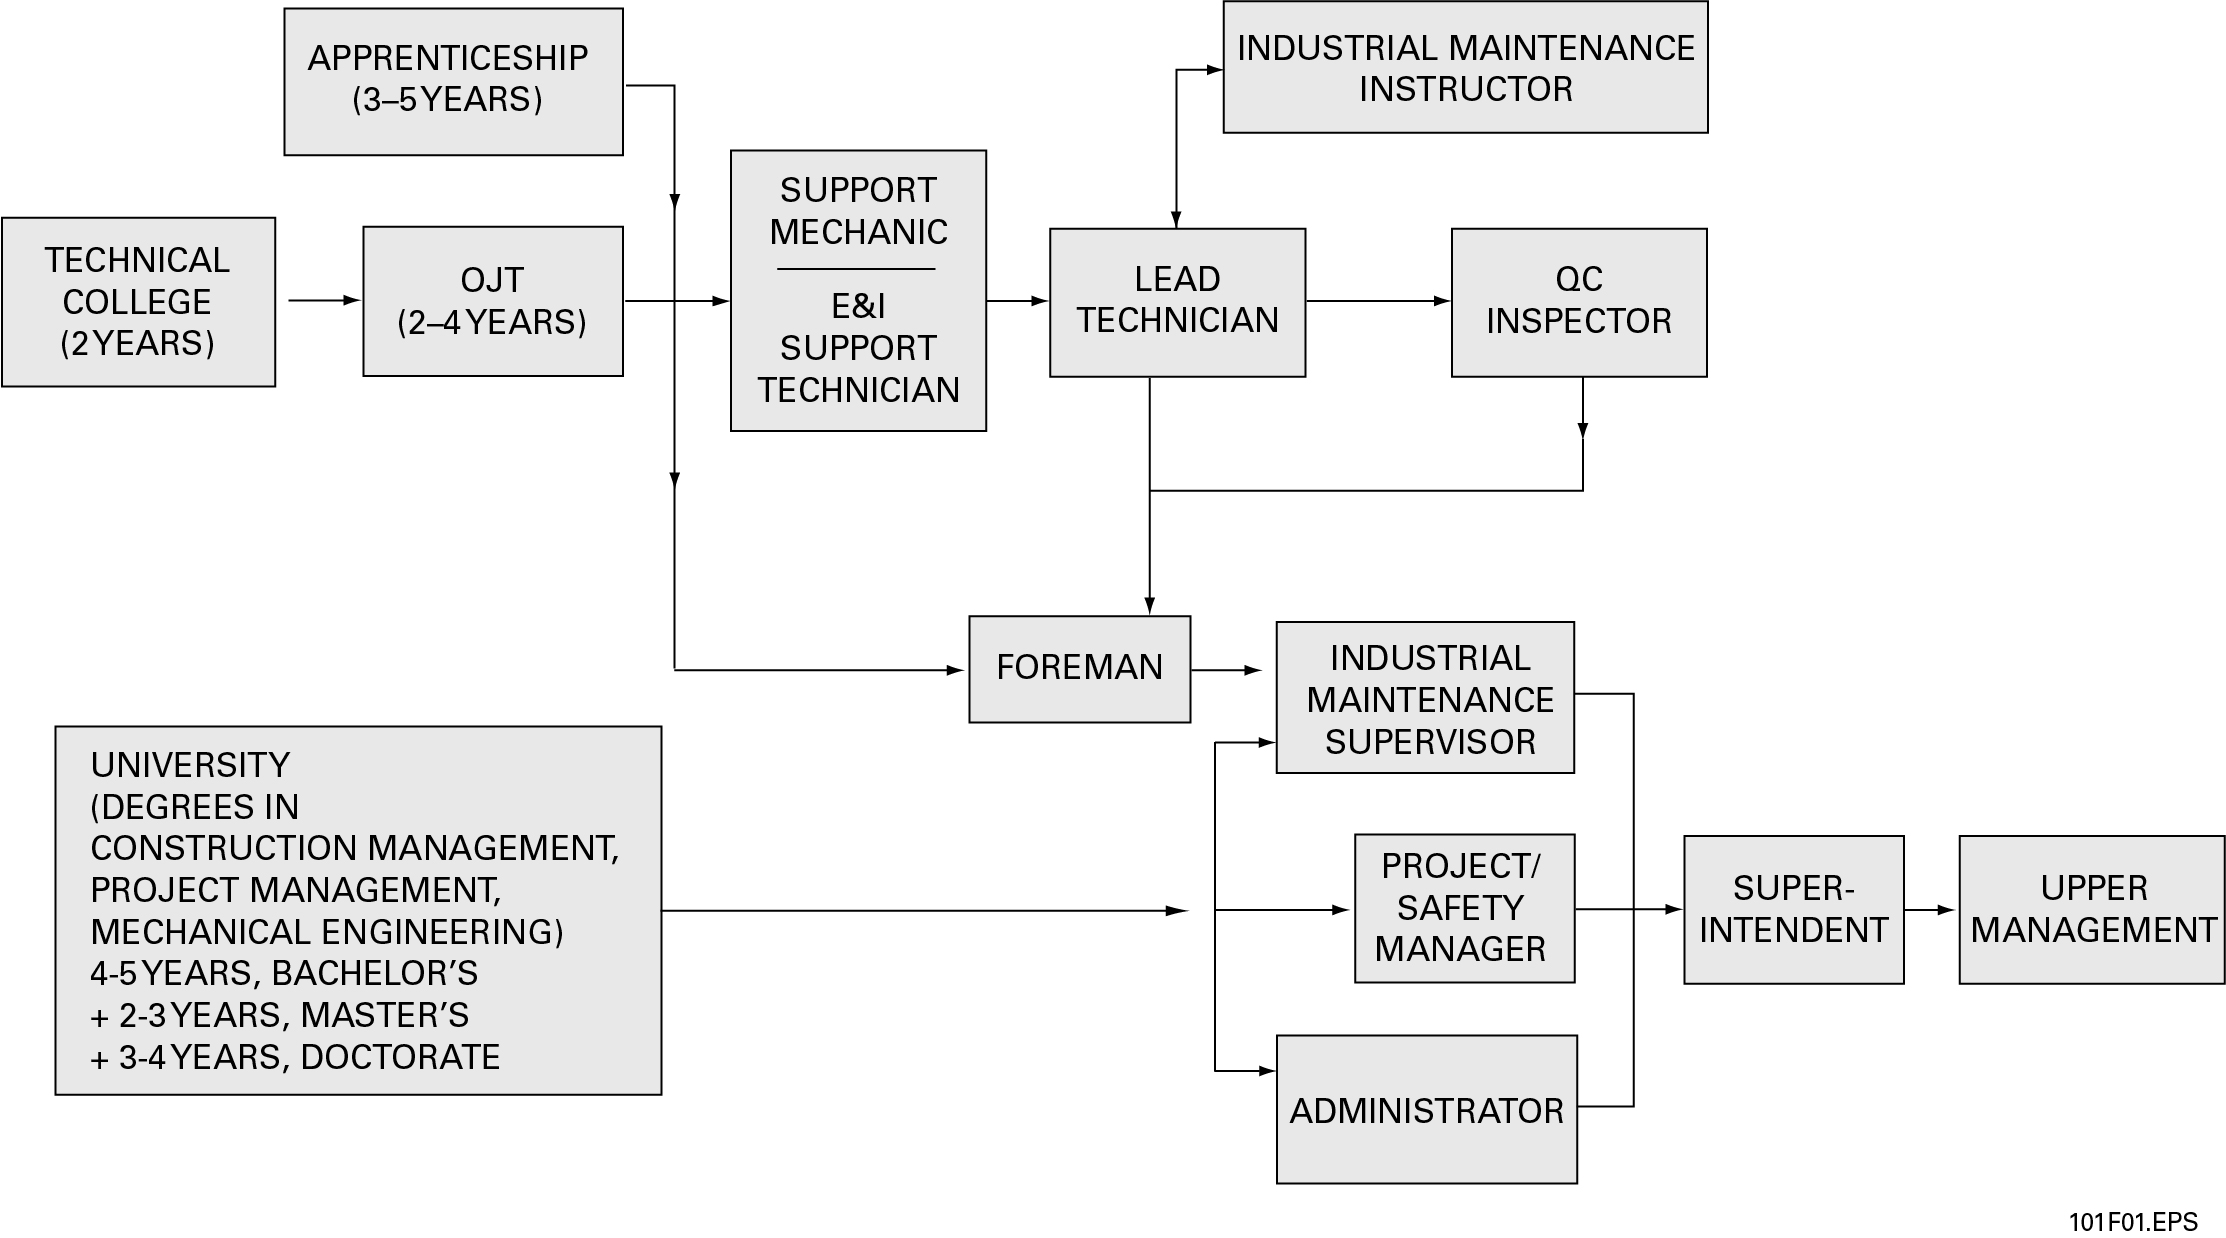 APPRENTICESHIP
(3–5 YEARS)
INDUSTRIAL MAINTENANCE
INSTRUCTOR
TECHNICAL
COLLEGE
(2 YEARS)
OJT
(2–4 YEARS)
SUPPORT
MECHANIC
E&I
SUPPORT
TECHNICIAN
LEAD
TECHNICIAN
QC
INSPECTOR
FOREMAN
INDUSTRIAL
MAINTENANCE
SUPERVISOR
UNIVERSITY
(DEGREES IN
CONSTRUCTION MANAGEMENT,
PROJECT MANAGEMENT,
MECHANICAL ENGINEERING)
4-5 YEARS, BACHELOR’S
+ 2-3 YEARS, MASTER’S
+ 3-4 YEARS, DOCTORATE
PROJECT/
SAFETY
MANAGER
SUPER-
INTENDENT
UPPER
MANAGEMENT
ADMINISTRATOR
101F01.EPS